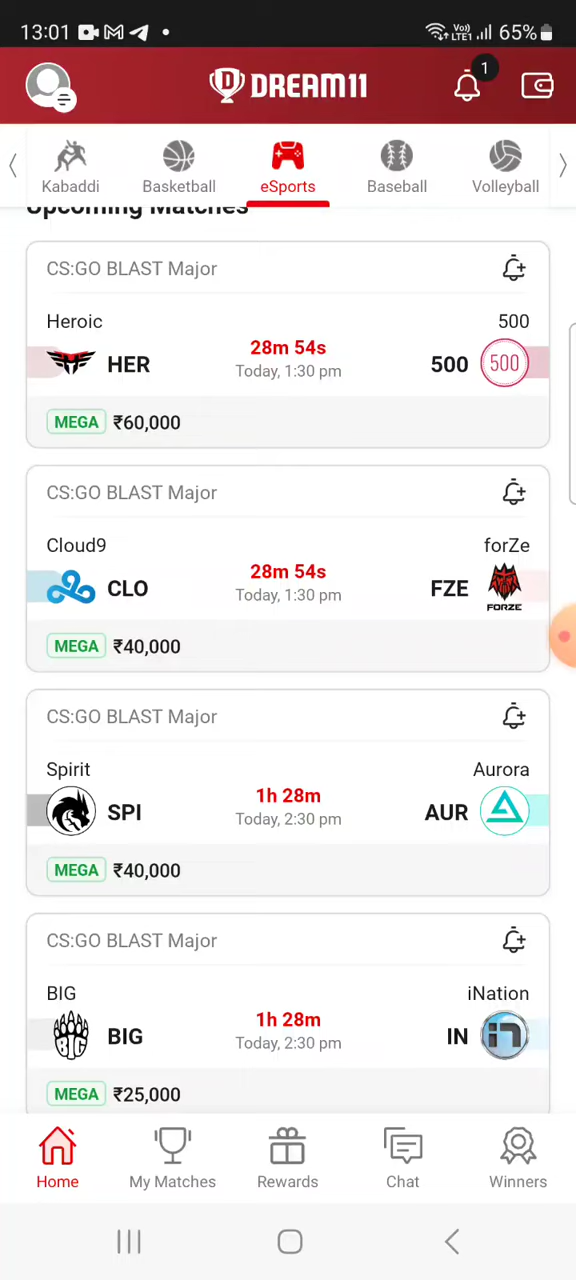 13:01 65%
VoLTE1
1
DREAM11
Kabaddi Basketball eSports Baseball Volleyball
Upcoming Matches
CS:GO BLAST Major
Heroic 500
28m 54s
HER 500 500
Today, 1:30 pm
MEGA ₹60,000
CS:GO BLAST Major
Cloud9 forZe
28m 54s
CLO FZE
Today, 1:30 pm
FORZE
MEGA ₹40,000
CS:GO BLAST Major
Spirit Aurora
1h 28m
SPI AUR
Today, 2:30 pm
MEGA ₹40,000
CS:GO BLAST Major
BIG iNation
1h 28m
BIG BIG IN in
Today, 2:30 pm
MEGA ₹25,000
Home My Matches Rewards Chat Winners